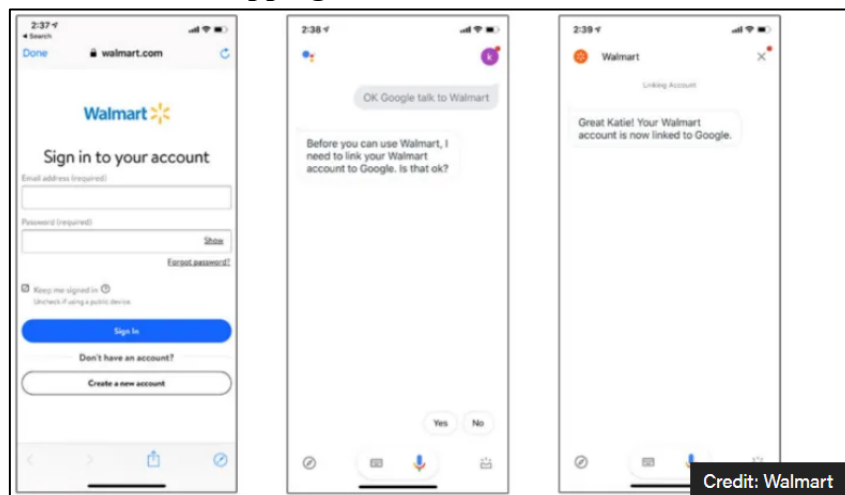 2:37
Search
Done
walmart.com
Walmart
Sign in to your account
Email address (required)
Password (required)
Show
Forgot password?
Keep me signed in
Uncheck if using a public device.
Sign In
Don't have an account?
Create a new account
2:38
k
OK Google talk to Walmart
Before you can use Walmart, I
need to link your Walmart
account to Google. Is that ok?
Yes No
2:39
Walmart
Linking Account
Great Katie! Your Walmart
account is now linked to Google.
Credit: Walmart